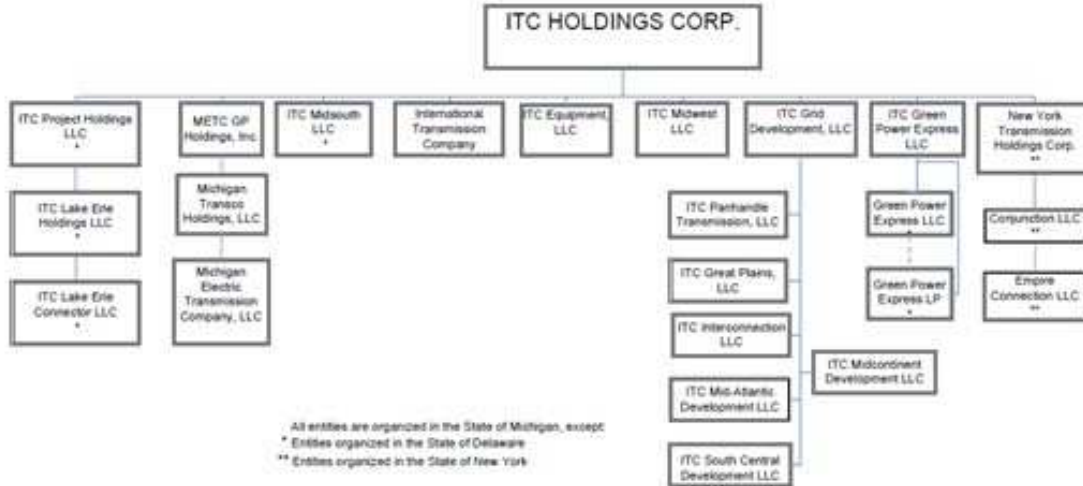 ITC HOLDINGS CORP.
ITC Project Holdings
LLC
*
METC GP
Holdings, Inc.
ITC Midsouth
LLC
*
International
Transmission
Company
ITC Equipment,
LLC
ITC Midwest LLC
ITC Grid
Development, LLC
ITC Green
Power Express
LLC
New York
Transmission
Holdings Corp.
**
ITC Lake Erie
Holdings LLC
*
Michigan
Transco
Holdings, LLC
ITC Panhandle
Transmission, LLC
Green Power
Express LLC
*
Conjunction LLC
**
ITC Lake Erie
Connector LLC
*
Michigan
Electric
Transmission
Company, LLC
ITC Great Plains,
LLC
Green Power
Express LP
*
Empire
Connection LLC
**
ITC Interconnection
LLC
ITC Midcontinent
Development LLC
ITC Mid-Atlantic
Development LLC
ITC South Central
Development LLC
All entities are organized in the State of Michigan, except:
* Entities organized in the State of Delaware
** Entities organized in the State of New York